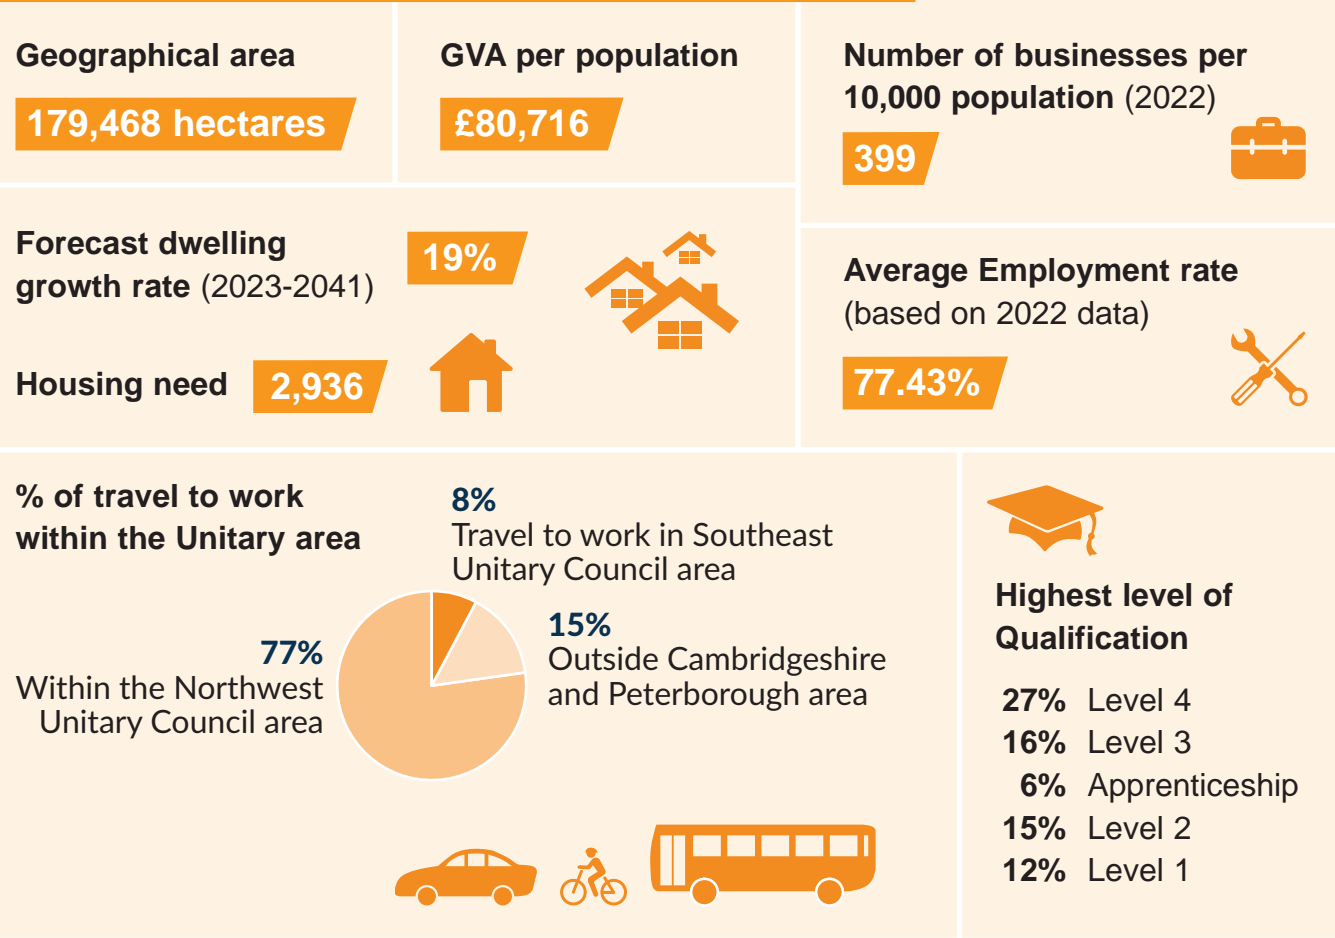 Geographical area
179,468 hectares
GVA per population
£80,716
Number of businesses per
10,000 population (2022)
399
Forecast dwelling
growth rate (2023-2041)
19%
Housing need
2,936
Average Employment rate
(based on 2022 data)
77.43%
% of travel to work
within the Unitary area
8%
Travel to work in Southeast
Unitary Council area
15%
Outside Cambridgeshire
and Peterborough area
77%
Within the Northwest
Unitary Council area
Highest level of
Qualification
27% Level 4
16% Level 3
6% Apprenticeship
15% Level 2
12% Level 1